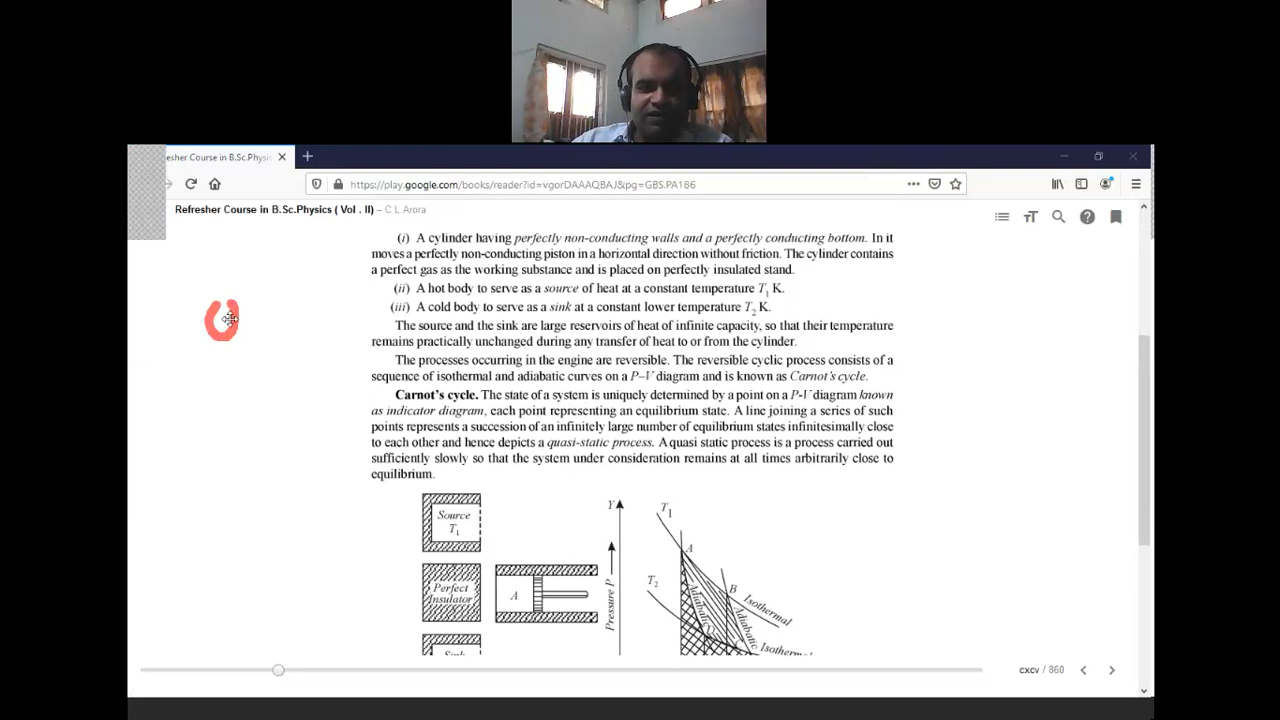 esher Course in B.Sc.Physi
https://play.google.com/books/reader?id=vgorDAAAQBAJ&pg=GBS.PA186
Refresher Course in B.Sc.Physics ( Vol . II) – C L Arora
(i) A cylinder having perfectly non-conducting walls and a perfectly conducting bottom. In it
moves a perfectly non-conducting piston in a horizontal direction without friction. The cylinder contains
a perfect gas as the working substance and is placed on perfectly insulated stand.
(ii) A hot body to serve as a source of heat at a constant temperature T1 K.
(iii) A cold body to serve as a sink at a constant lower temperature T2 K.
The source and the sink are large reservoirs of heat of infinite capacity, so that their temperature
remains practically unchanged during any transfer of heat to or from the cylinder.
The processes occurring in the engine are reversible. The reversible cyclic process consists of a
sequence of isothermal and adiabatic curves on a P–V diagram and is known as Carnot's cycle.
Carnot's cycle. The state of a system is uniquely determined by a point on a P-V diagram known
as indicator diagram, each point representing an equilibrium state. A line joining a series of such
points represents a succession of an infinitely large number of equilibrium states infinitesimally close
to each other and hence depicts a quasi-static process. A quasi static process is a process carried out
sufficiently slowly so that the system under consideration remains at all times arbitrarily close to
equilibrium.
Source
T1
Perfect
Insulator
A
Sink
Y
Pressure P
T1
A
T2
B
Isothermal
Adiabatic
Adiabatic
D
C
Isothermal
cxcv / 860